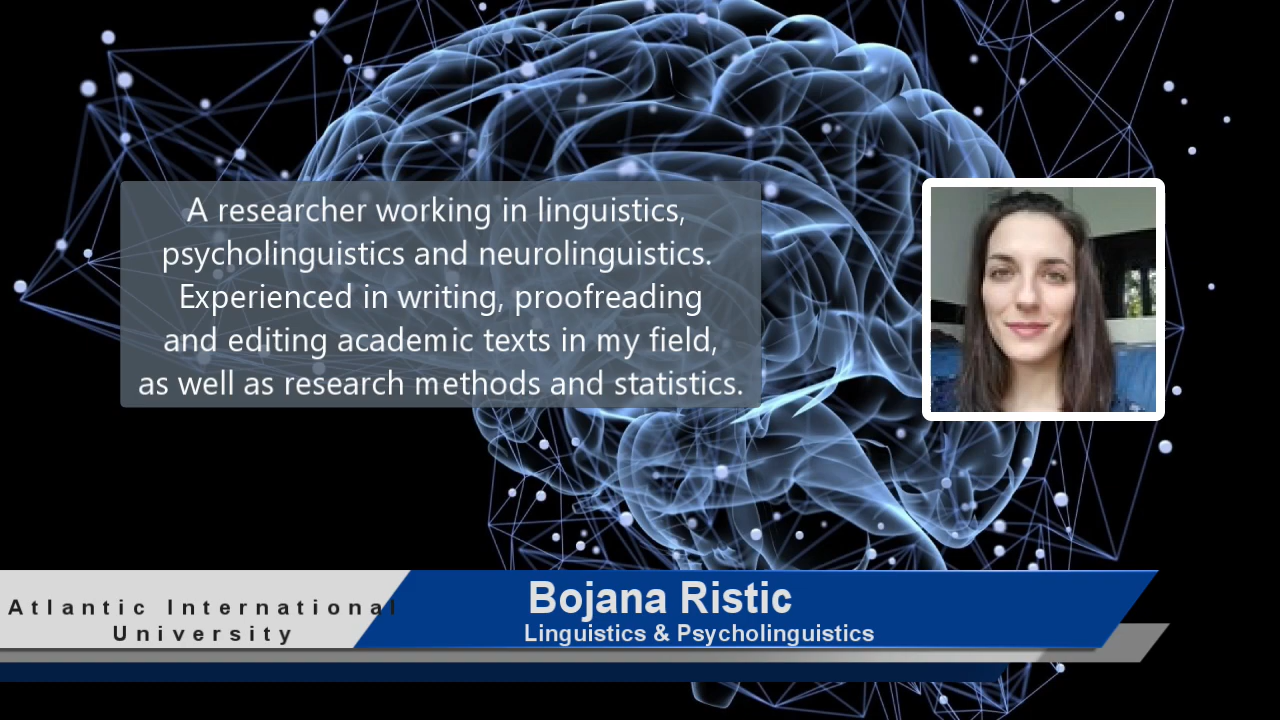 A researcher working in linguistics,
psycholinguistics and neurolinguistics.
Experienced in writing, proofreading
and editing academic texts in my field,
as well as research methods and statistics.
Atlantic International
University
Bojana Ristic
Linguistics & Psycholinguistics